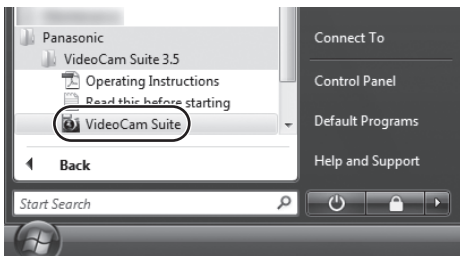 Panasonic
VideoCam Suite 3.5
Operating Instructions
Read this before starting
VideoCam Suite
Back
Start Search
Connect To
Control Panel
Default Programs
Help and Support